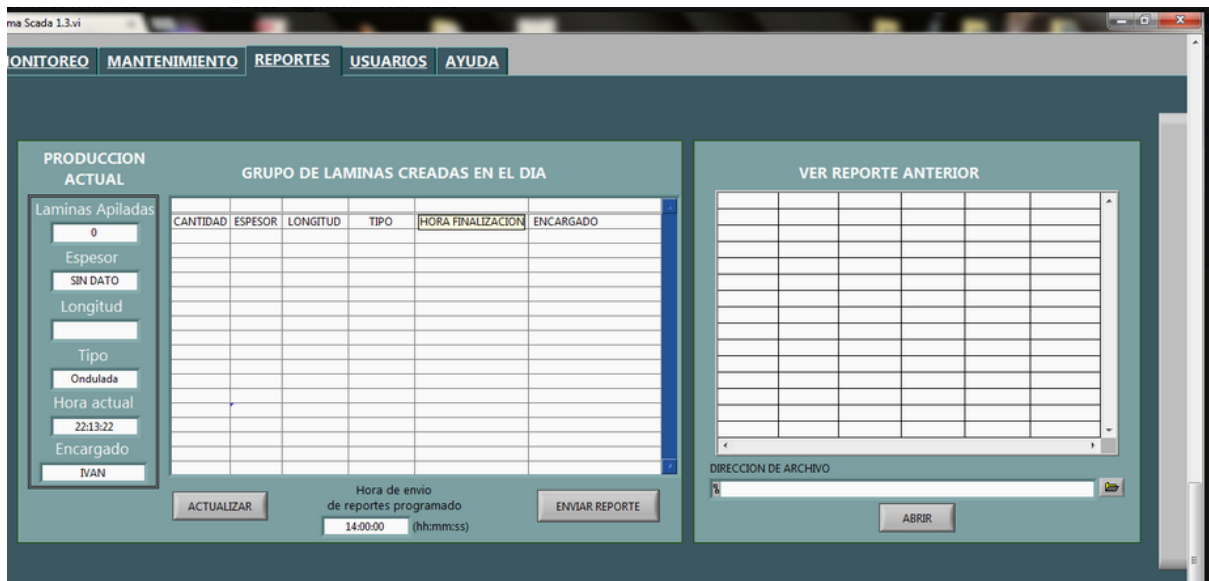 ma Scada 1.3.vi
MONITOREO MANTENIMIENTO REPORTES USUARIOS AYUDA
PRODUCCION
ACTUAL
Laminas Apiladas
0
Espesor
SIN DATO
Longitud
Tipo
Ondulada
Hora actual
22:13:22
Encargado
IVAN
GRUPO DE LAMINAS CREADAS EN EL DIA
CANTIDAD ESPESOR LONGITUD TIPO HORA FINALIZACION ENCARGADO
ACTUALIZAR
Hora de envio
de reportes programado
14:00:00 (hh:mm:ss)
ENVIAR REPORTE
VER REPORTE ANTERIOR
DIRECCION DE ARCHIVO
ABRIR